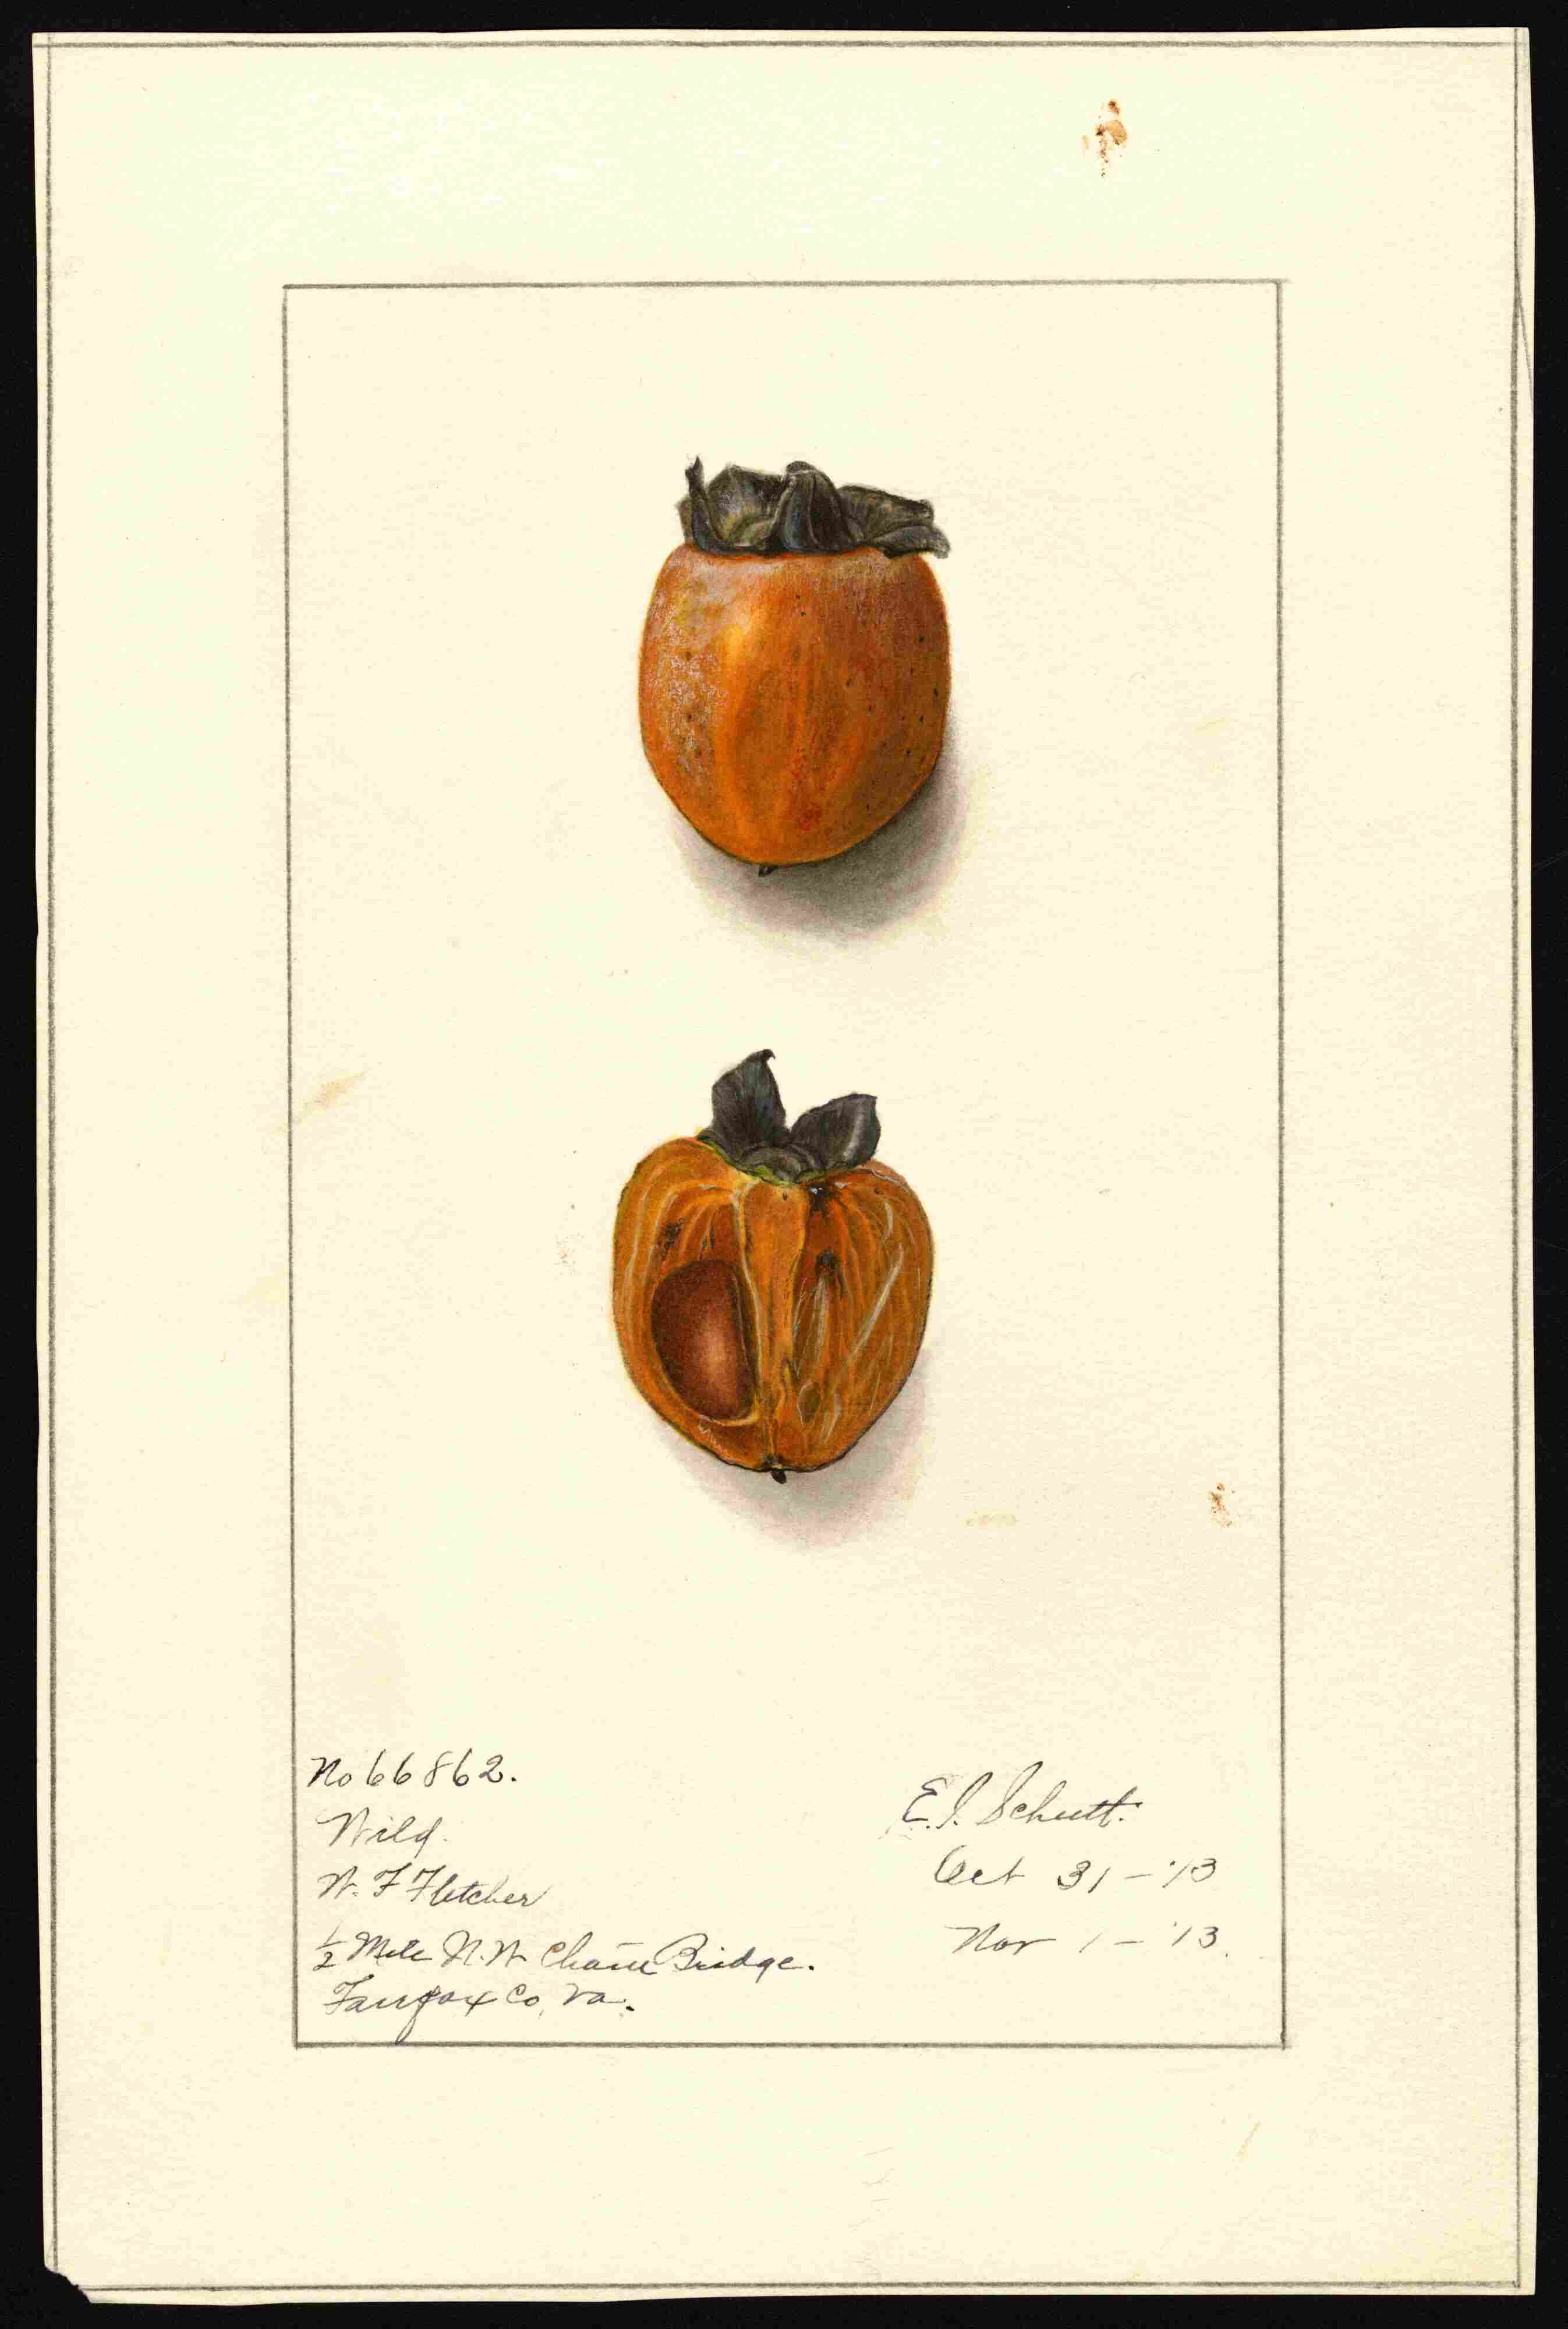 No 66862.
Wild.
W. F Fletcher
½ Mile N.W Chain Bridge.
Fairfax Co, Va.
E. I. Schutt.
Oct 31 - '13
Nov 1 - '13.